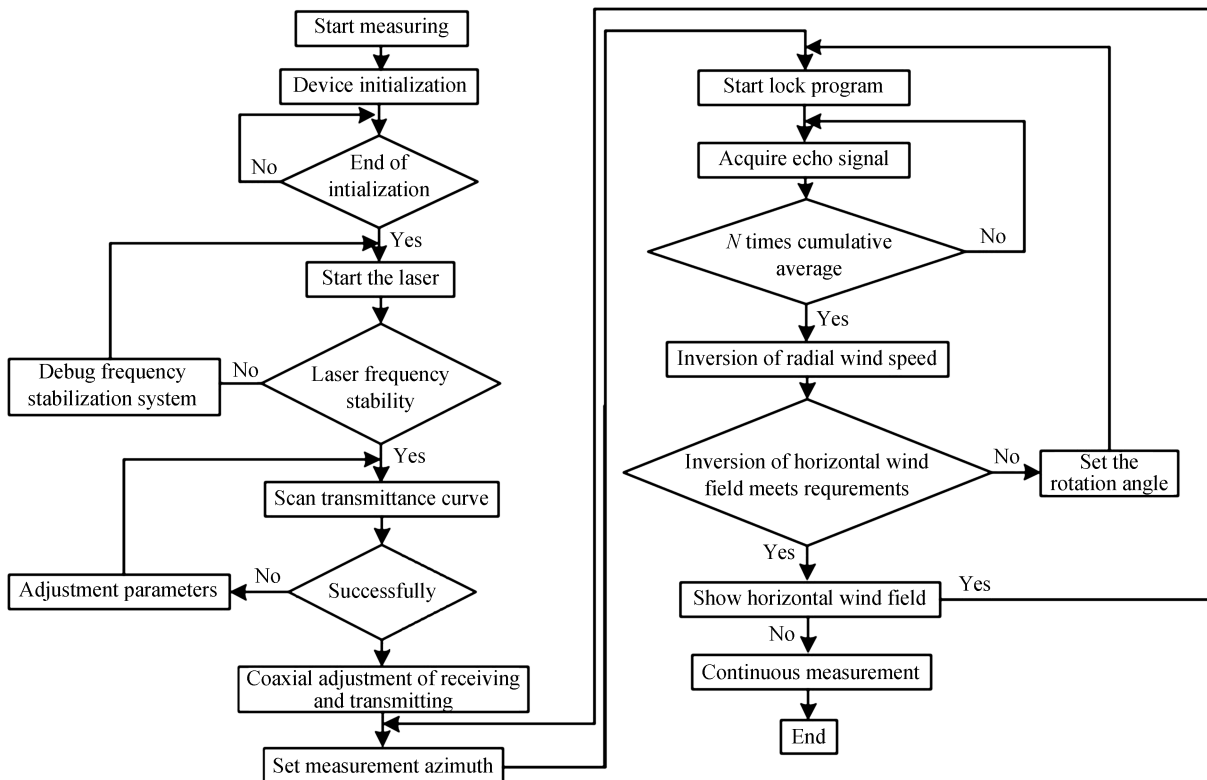 Start measuring
Device initialization
No
End of
intialization
Yes
Start the laser
Debug frequency
stabilization system
No
Laser frequency
stability
Yes
Scan transmittance curve
Adjustment parameters
No
Successfully
Coaxial adjustment of receiving
and transmitting
Set measurement azimuth
Start lock program
Acquire echo signal
N times cumulative
average
No
Yes
Inversion of radial wind speed
Inversion of horizontal wind
field meets requrements
No
Set the
rotation angle
Yes
Show horizontal wind field
Yes
No
Continuous measurement
End